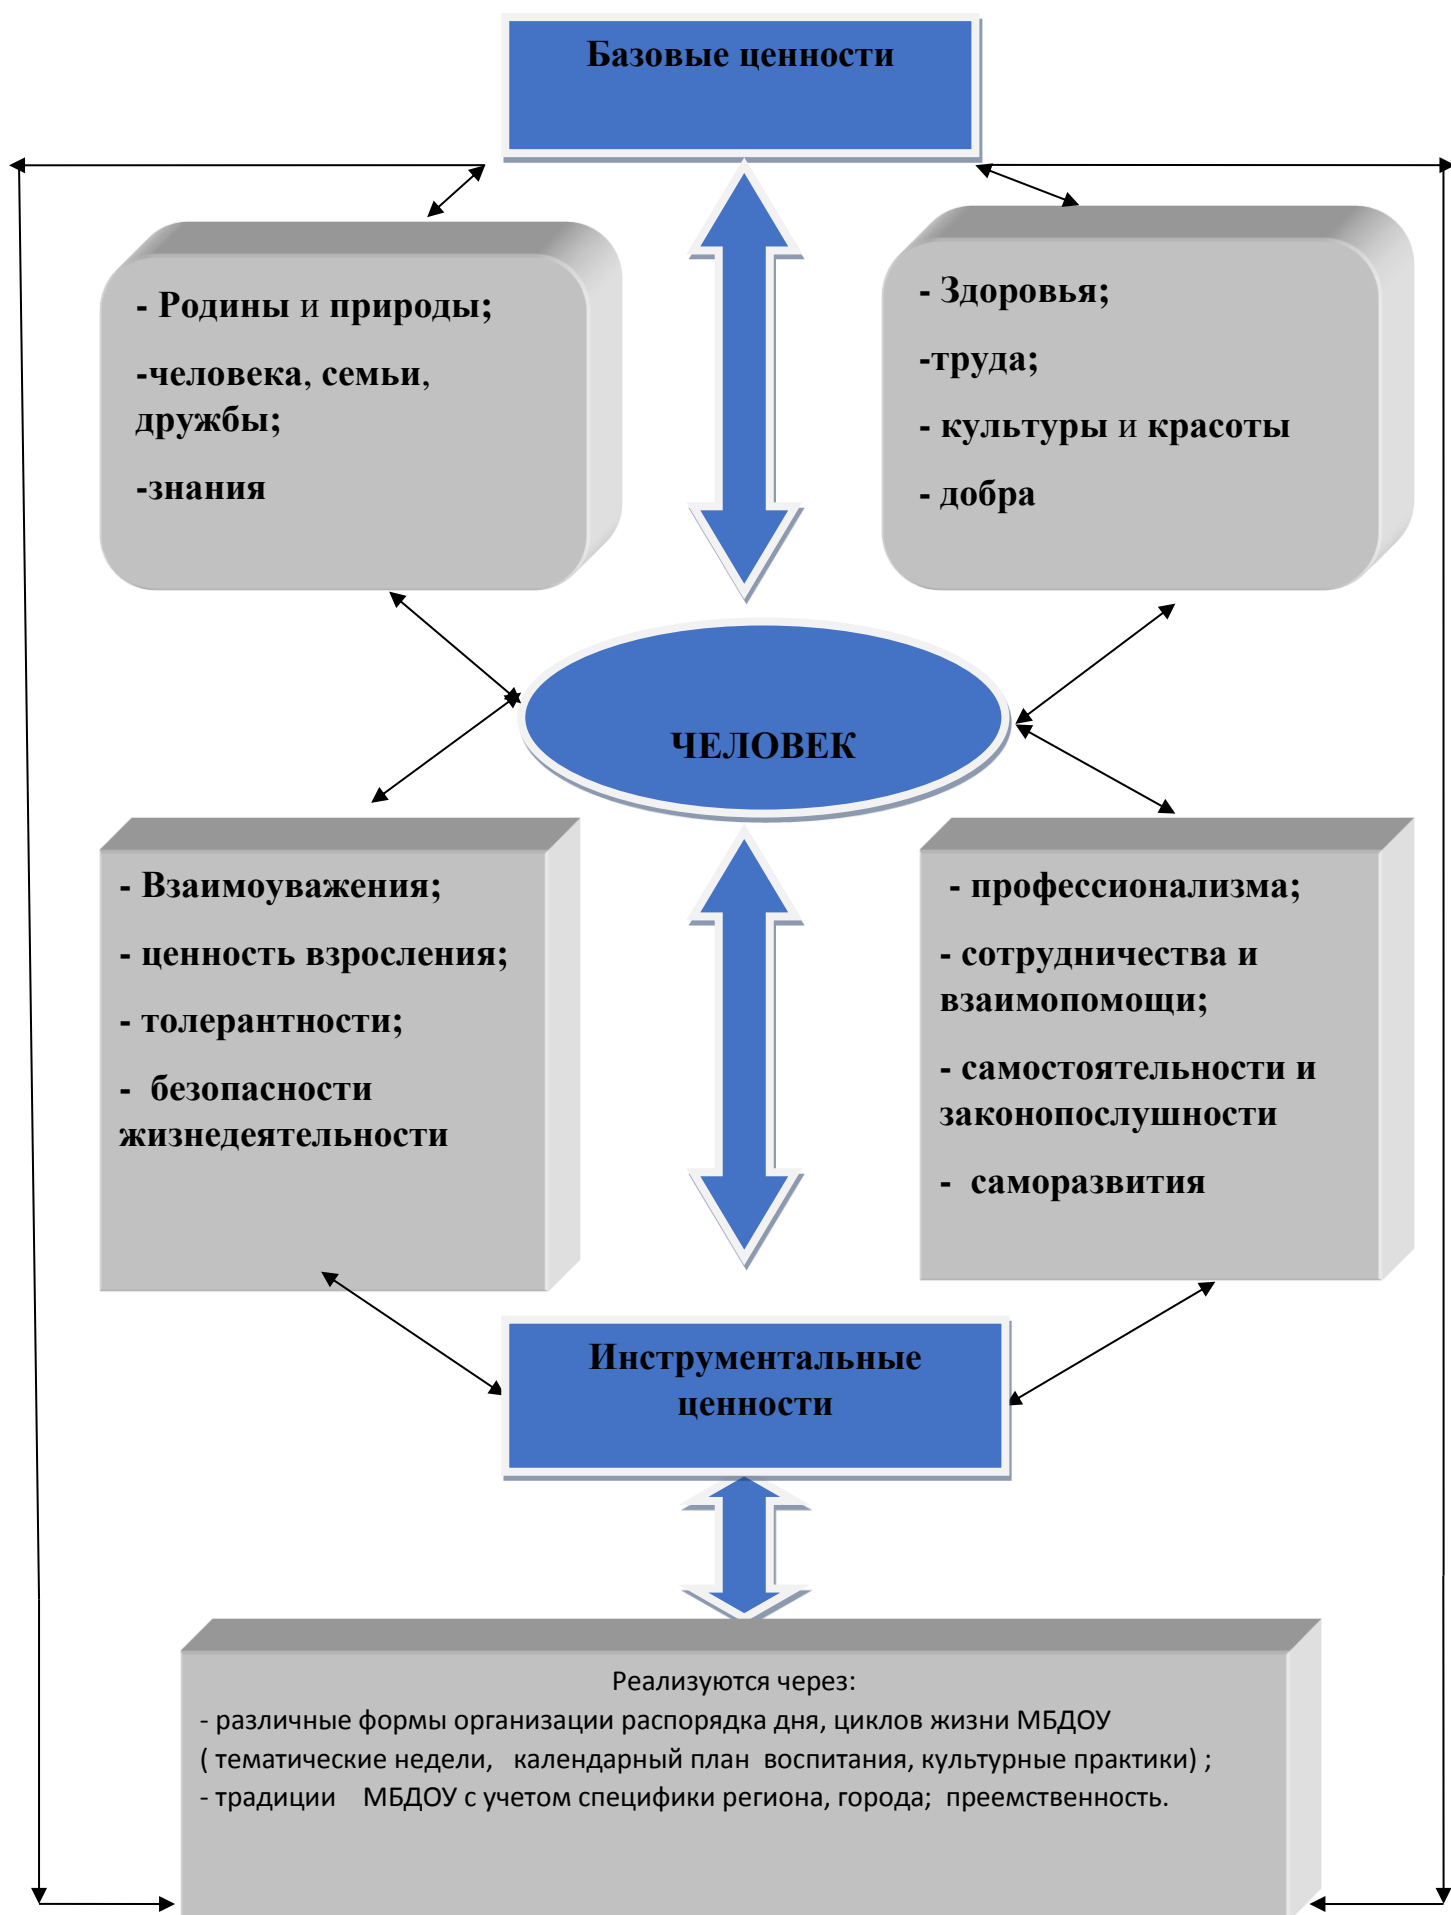 Базовые ценности
- Родины и природы;
-человека, семьи,
дружбы;
-знания
- Здоровья;
-труда;
- культуры и красоты
- добра
ЧЕЛОВЕК
- Взаимоуважения;
- ценность взросления;
- толерантности;
- безопасности
жизнедеятельности
- профессионализма;
- сотрудничества и
взаимопомощи;
- самостоятельности и
законопослушности
- саморазвития
Инструментальные
ценности
Реализуются через:
- различные формы организации распорядка дня, циклов жизни МБДОУ
( тематические недели, календарный план воспитания, культурные практики) ;
- традиции МБДОУ с учетом специфики региона, города; преемственность.